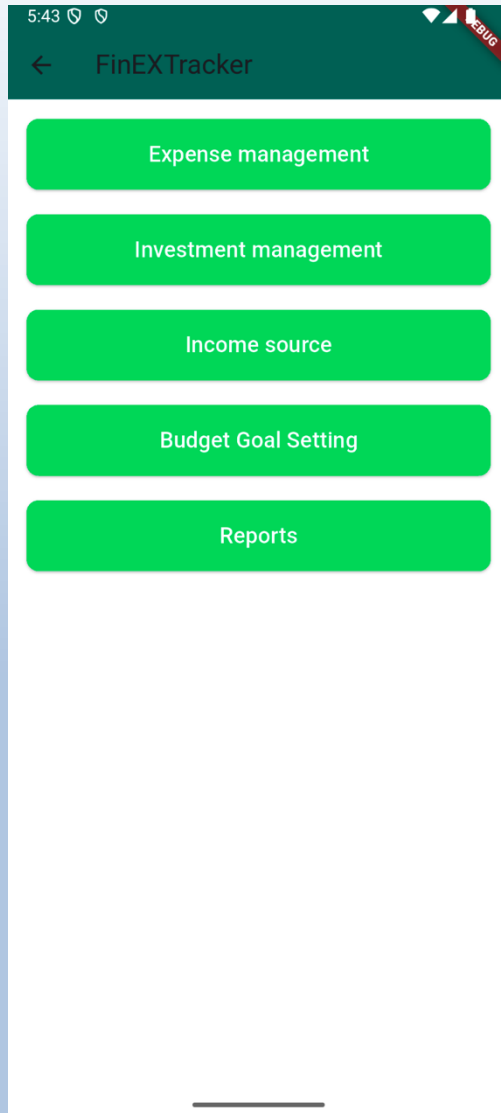 5:43
DEBUG
FinEXTracker
Expense management
Investment management
Income source
Budget Goal Setting
Reports